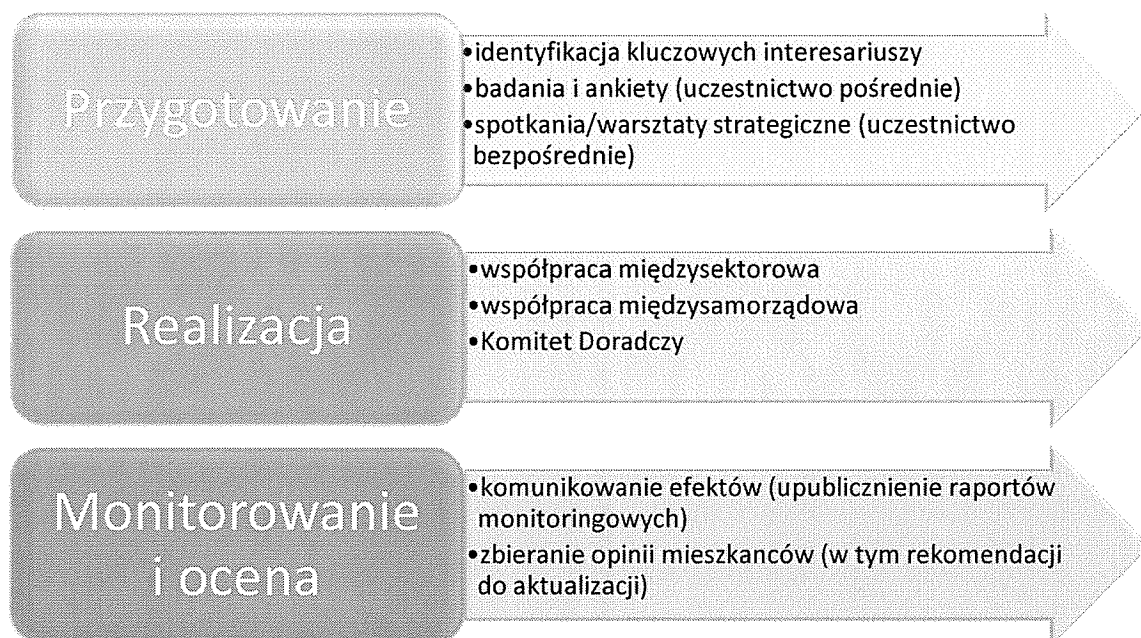 Przygotowanie
•identyfikacja kluczowych interesariuszy
•badania i ankiety (uczestnictwo pośrednie)
•spotkania/warsztaty strategiczne (uczestnictwo
bezpośrednie)
Realizacja
•współpraca międzysektorowa
•współpraca międzysamorządowa
•Komitet Doradczy
Monitorowanie
i ocena
•komunikowanie efektów (upublicznienie raportów
monitoringowych)
•zbieranie opinii mieszkanców (w tym rekomendacji
do aktualizacji)